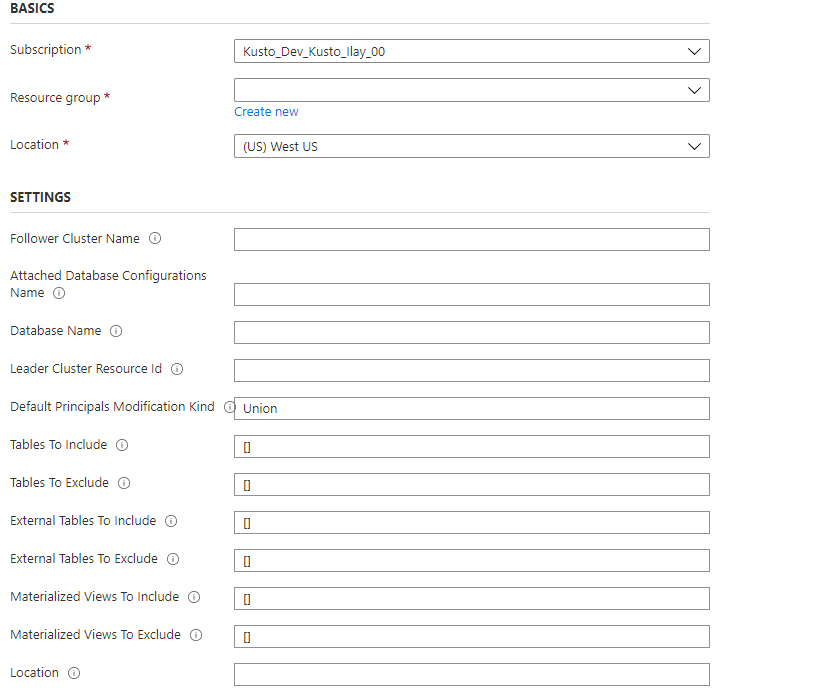 BASICS
Subscription *
Kusto_Dev_Kusto_Ilay_00
Resource group *
Create new
Location *
(US) West US
SETTINGS
Follower Cluster Name
Attached Database Configurations
Name
Database Name
Leader Cluster Resource Id
Default Principals Modification Kind
Union
Tables To Include
[]
Tables To Exclude
[]
External Tables To Include
[]
External Tables To Exclude
[]
Materialized Views To Include
[]
Materialized Views To Exclude
[]
Location